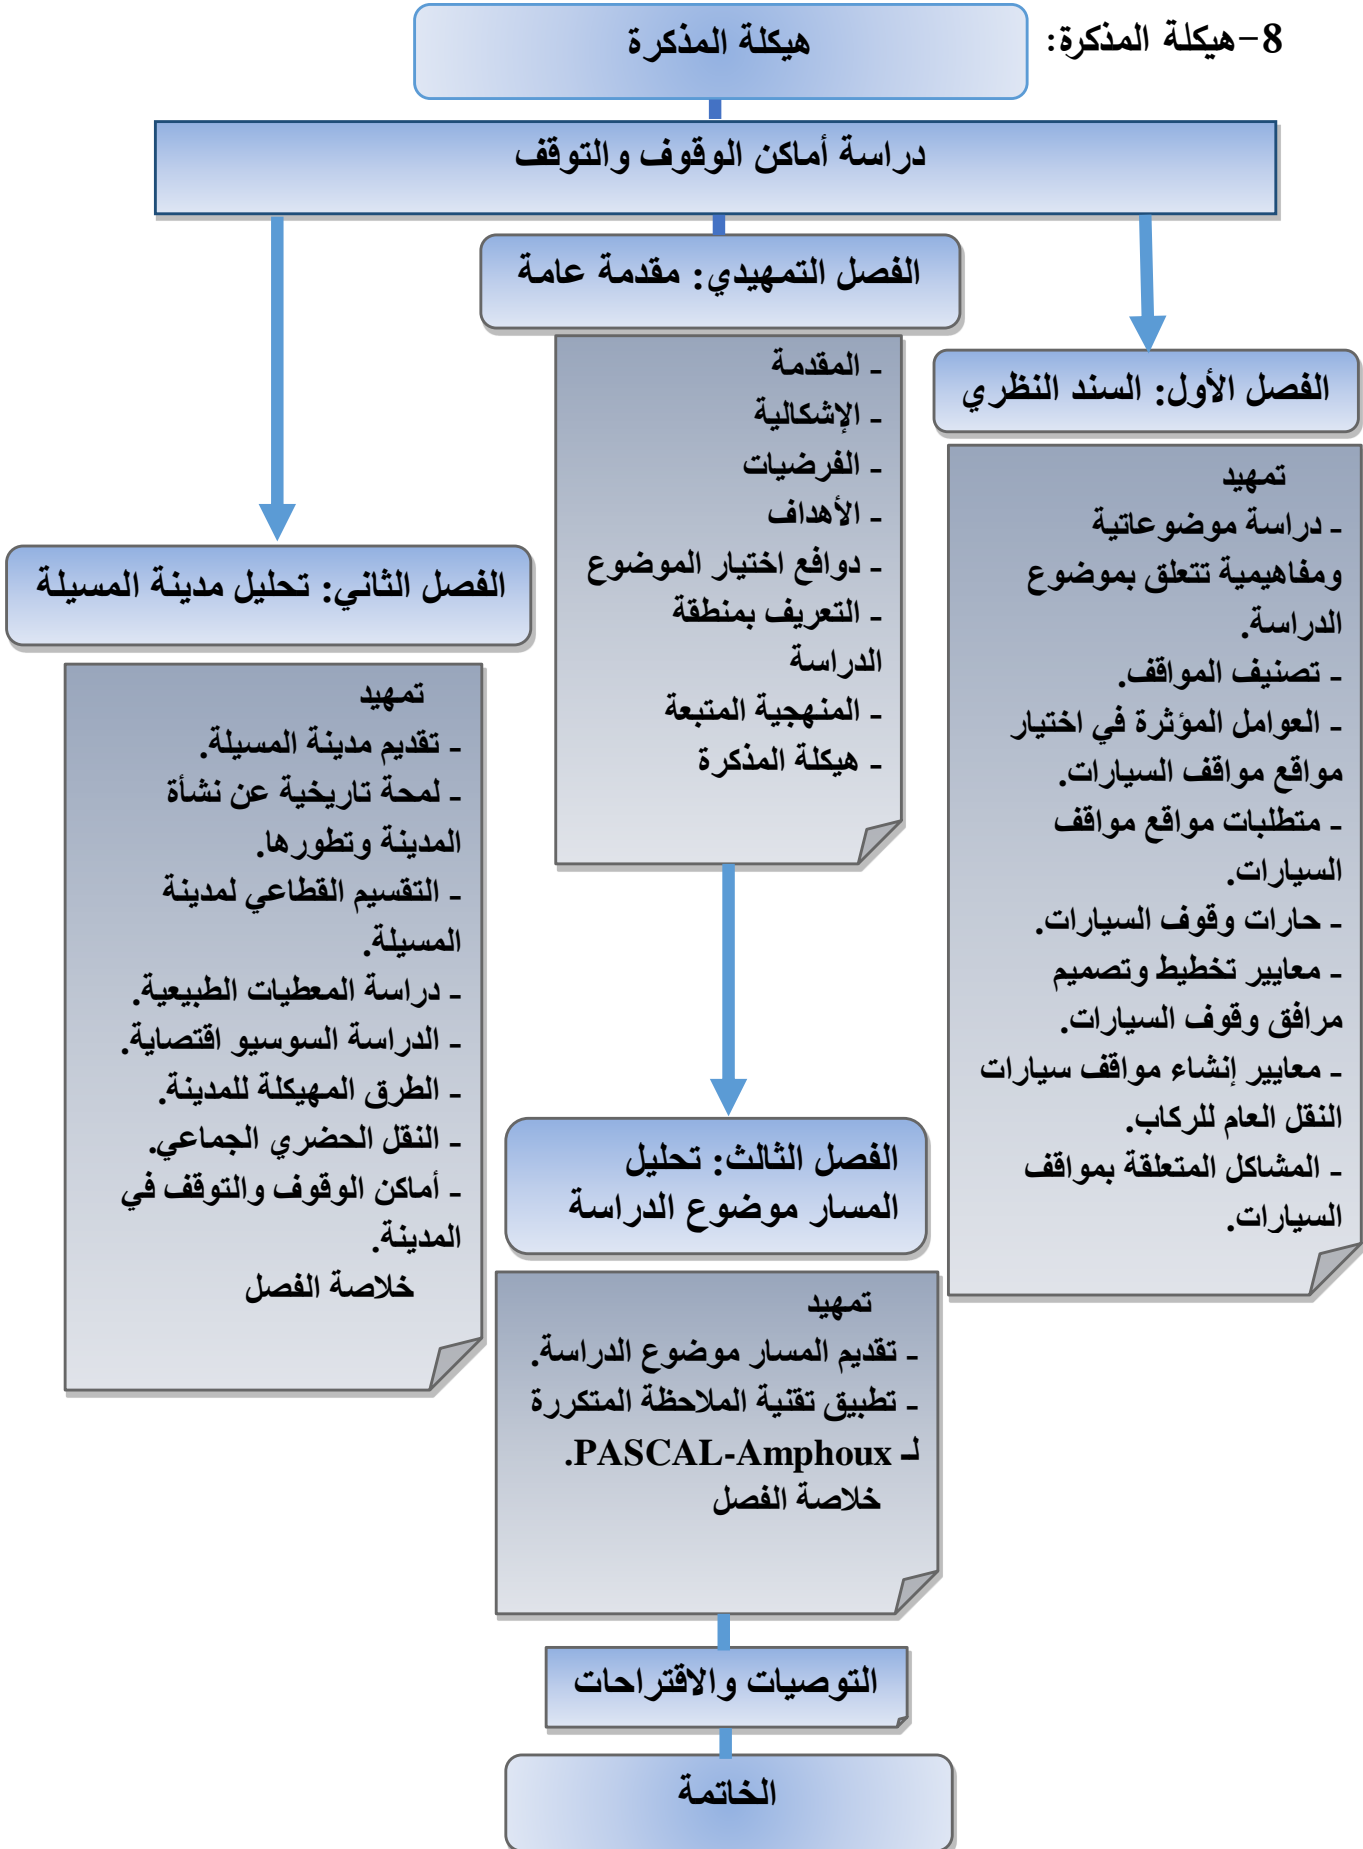 8-هيكلة المذكرة:
هيكلة المذكرة
دراسة أماكن الوقوف والتوقف
الفصل التمهيدي: مقدمة عامة
- المقدمة
- الإشكالية
- الفرضيات
- الأهداف
- دوافع اختيار الموضوع
- التعريف بمنطقة
الدراسة
- المنهجية المتبعة
- هيكلة المذكرة
الفصل الأول: السند النظري
تمهيد
- دراسة موضوعاتية
ومفاهيمية تتعلق بموضوع
الدراسة.
- تصنيف المواقف.
- العوامل المؤثرة في اختيار
مواقع مواقف السيارات.
- متطلبات مواقع مواقف
السيارات.
- حارات وقوف السيارات.
- معايير تخطيط وتصميم
مرافق وقوف السيارات.
- معايير إنشاء مواقف سيارات
النقل العام للركاب.
- المشاكل المتعلقة بمواقف
السيارات.
الفصل الثاني: تحليل مدينة المسيلة
تمهيد
- تقديم مدينة المسيلة.
- لمحة تاريخية عن نشأة
المدينة وتطورها.
- التقسيم القطاعي لمدينة
المسيلة.
- دراسة المعطيات الطبيعية.
- الدراسة السوسيو اقتصاية.
- الطرق المهيكلة للمدينة.
- النقل الحضري الجماعي.
- أماكن الوقوف والتوقف في
المدينة.
خلاصة الفصل
الفصل الثالث: تحليل
المسار موضوع الدراسة
تمهيد
- تقديم المسار موضوع الدراسة.
- تطبيق تقنية الملاحظة المتكررة
لـ PASCAL-Amphoux.
خلاصة الفصل
التوصيات والاقتراحات
الخاتمة